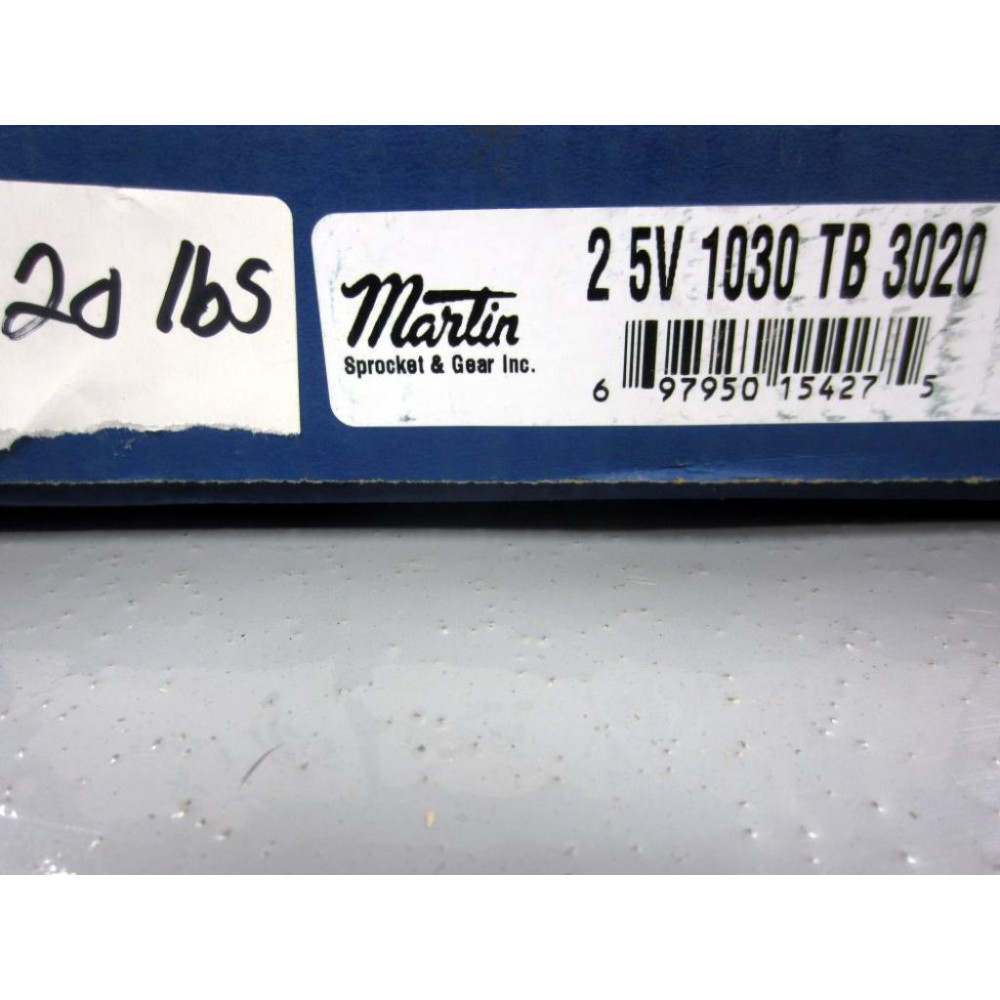 20 lbs
Martin
Sprocket & Gear Inc.
2 5V 1030 TB 3020
6 97950 15427 5